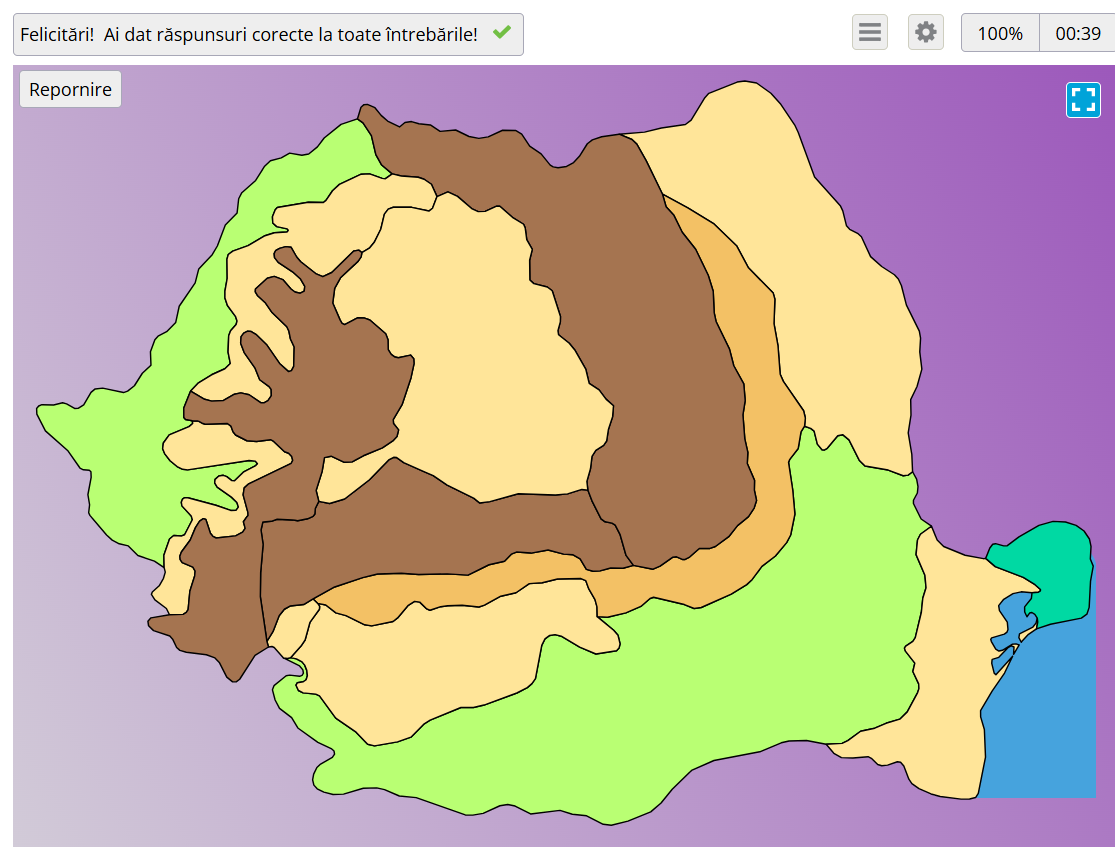 Felicitări! Ai dat răspunsuri corecte la toate întrebările!
100%
00:39
Repornire